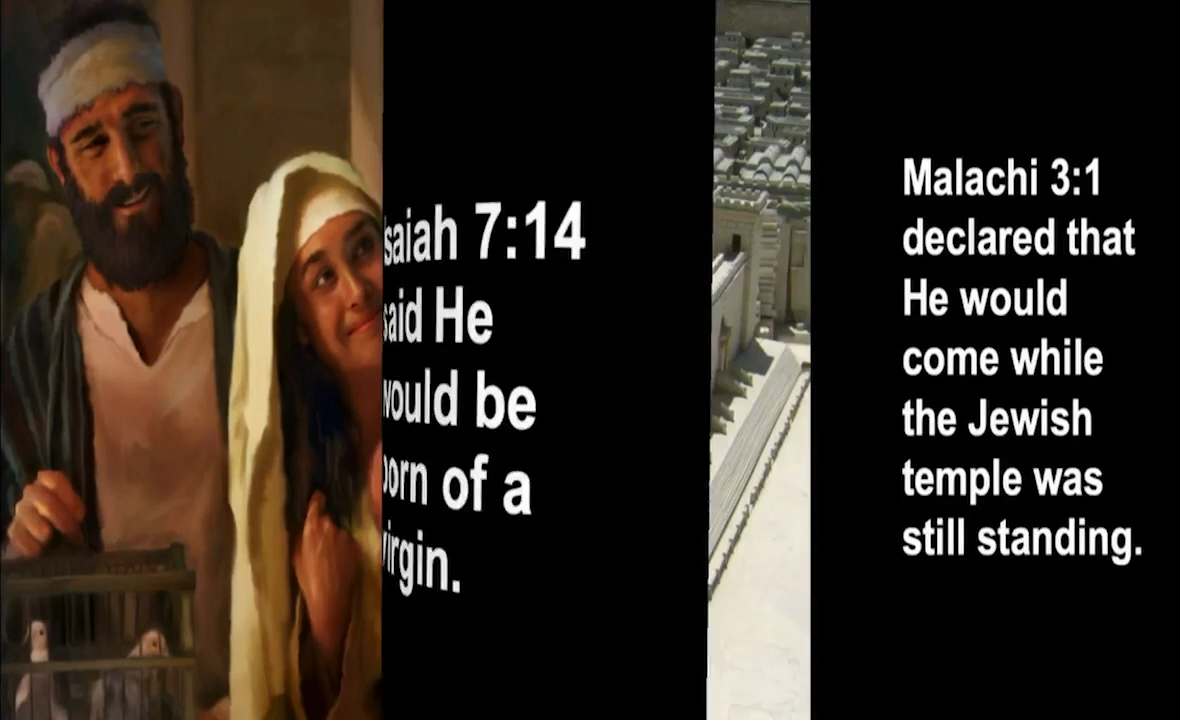 saiah 7:14
said He
would be
born of a
virgin.
Malachi 3:1
declared that
He would
come while
the Jewish
temple was
still standing.